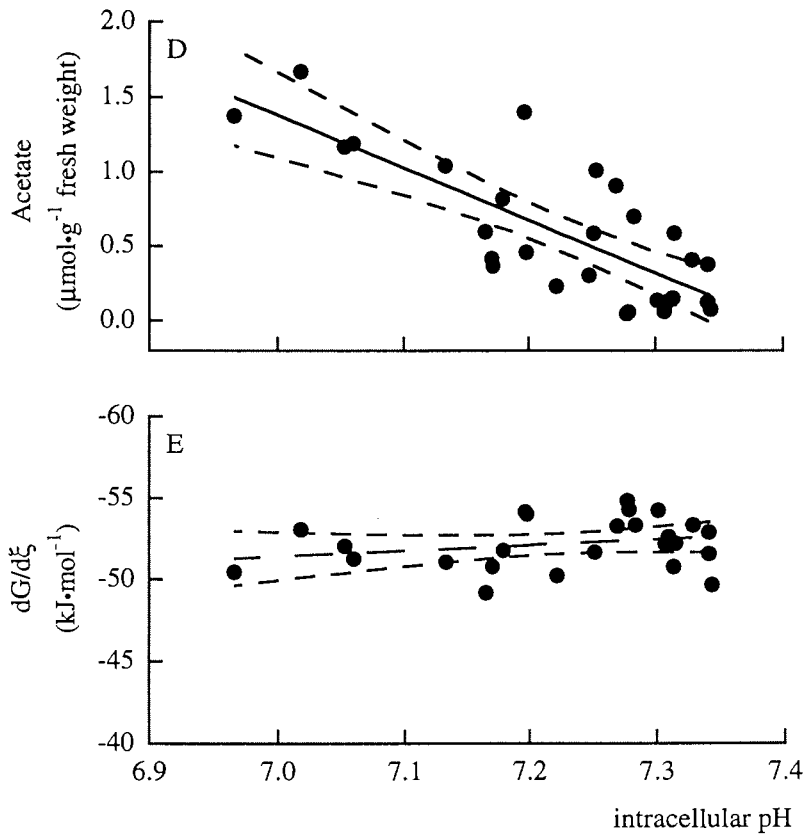 D
2.0
1.5
1.0
0.5
0.0
Acetate
(μmol•g⁻¹ fresh weight)
E
-60
-55
-50
-45
-40
dG/dξ
(kJ•mol⁻¹)
6.9 7.0 7.1 7.2 7.3 7.4
intracellular pH